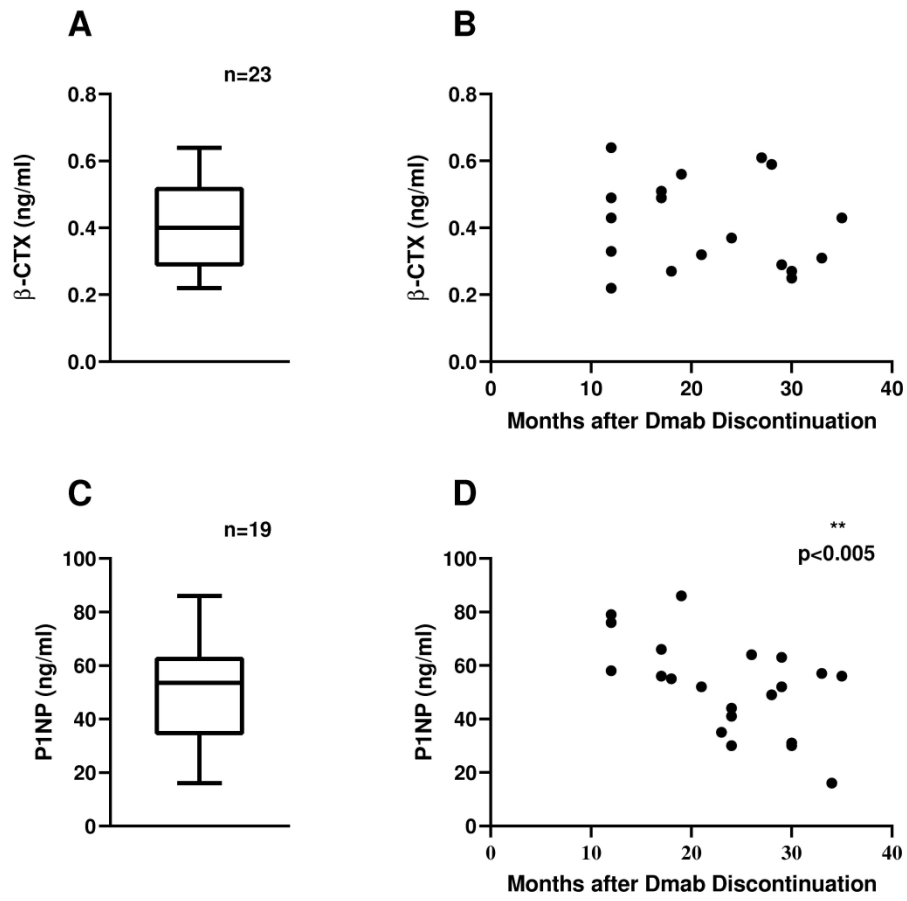 A
B
n=23
0.8
0.6
0.4
0.2
0.0
β-CTX (ng/ml)
0.8
0.6
0.4
0.2
0.0
β-CTX (ng/ml)
0 10 20 30 40
Months after Dmab Discontinuation
C
D
n=19
**
p<0.005
100
80
60
40
20
0
P1NP (ng/ml)
100
80
60
40
20
0
P1NP (ng/ml)
0 10 20 30 40
Months after Dmab Discontinuation